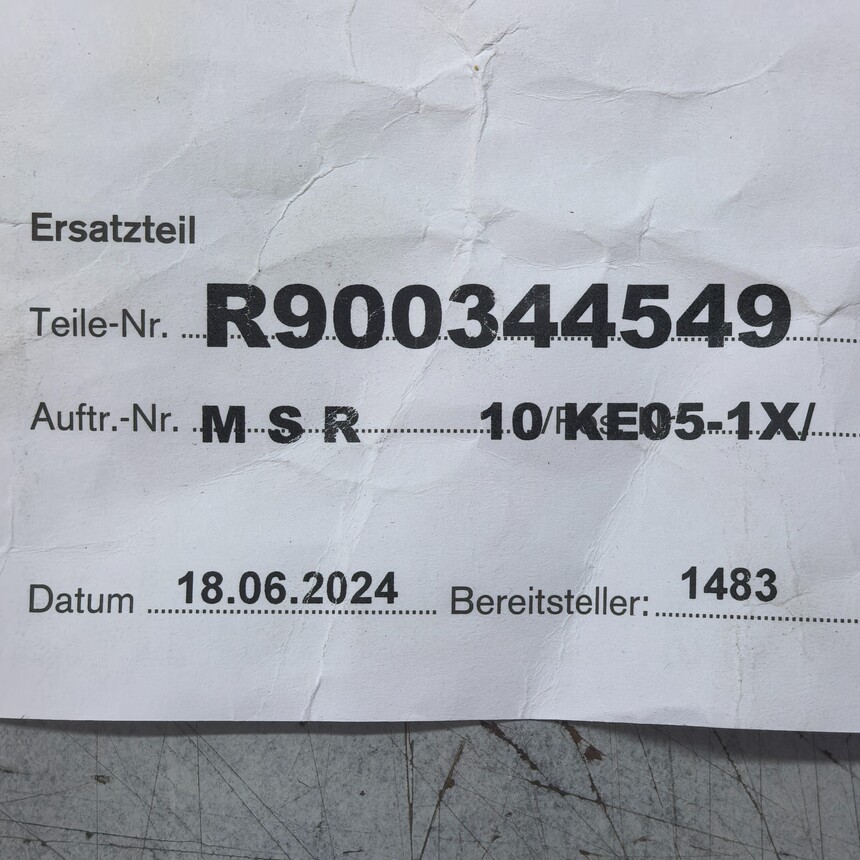 Ersatzteil
Teile-Nr. R900344549
Auftr.-Nr. M S R 10/KE05-1X/
Datum 18.06.2024 Bereitsteller: 1483